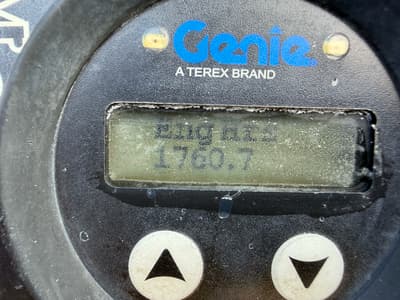 Genie
A TEREX BRAND
Eng Hrs
1760.7